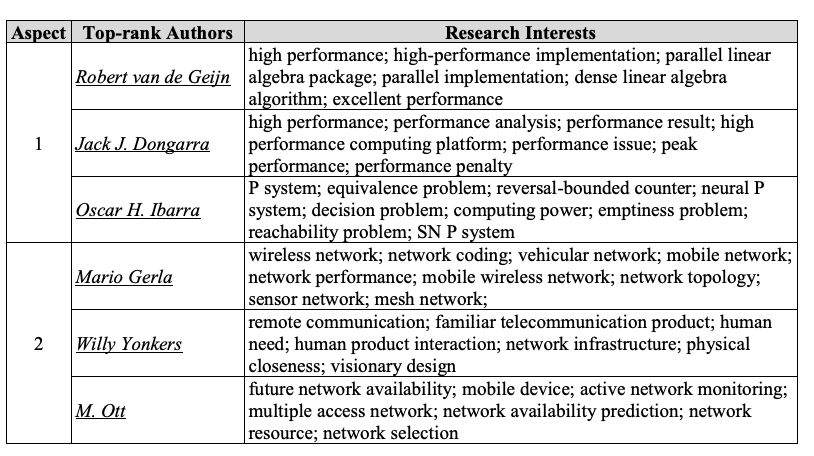 Aspect Top-rank Authors Research Interests
1
Robert van de Geijn
high performance; high-performance implementation; parallel linear
algebra package; parallel implementation; dense linear algebra
algorithm; excellent performance
Jack J. Dongarra
high performance; performance analysis; performance result; high
performance computing platform; performance issue; peak
performance; performance penalty
Oscar H. Ibarra
P system; equivalence problem; reversal-bounded counter; neural P
system; decision problem; computing power; emptiness problem;
reachability problem; SN P system
2
Mario Gerla
wireless network; network coding; vehicular network; mobile network;
network performance; mobile wireless network; network topology;
sensor network; mesh network;
Willy Yonkers
remote communication; familiar telecommunication product; human
need; human product interaction; network infrastructure; physical
closeness; visionary design
M. Ott
future network availability; mobile device; active network monitoring;
multiple access network; network availability prediction; network
resource; network selection